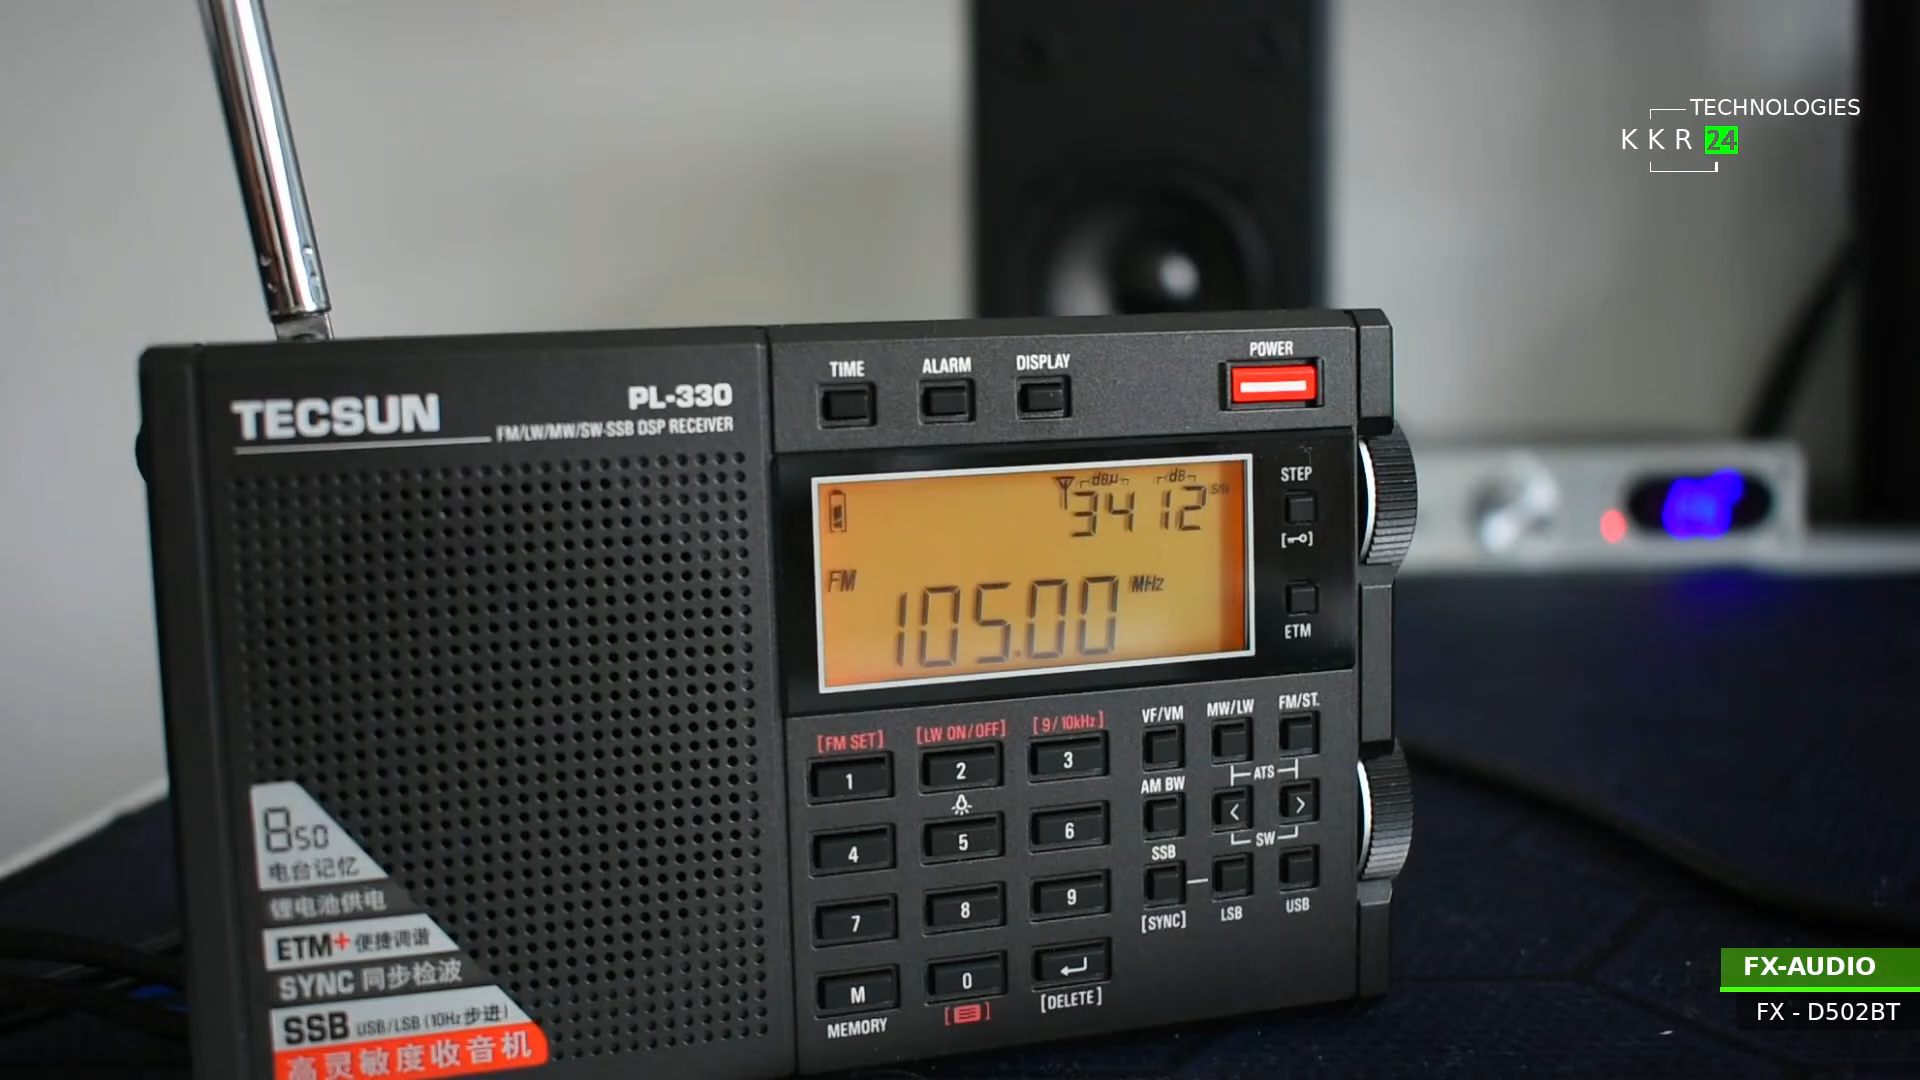 TECHNOLOGIES
K K R 24
TIME
ALARM
DISPLAY
POWER
TECSUN
PL-330
FM/LW/MW/SW-SSB DSP RECEIVER
dBμ
dB
S/N
34 12
FM
105.00 MHz
STEP
ETM
[FM SET]
[LW ON/OFF]
[9/10kHz]
VF/VM
MW/LW
FM/ST.
1
2
3
ATS
AM BW
<
>
4
5
6
SW
SSB
7
8
9
[SYNC]
LSB
USB
M
0
MEMORY
[DELETE]
850
电台记忆
锂电池供电
ETM+ 便捷调谐
SYNC 同步检波
SSB USB/LSB (10Hz步进)
高灵敏度收音机
FX-AUDIO
FX - D502BT